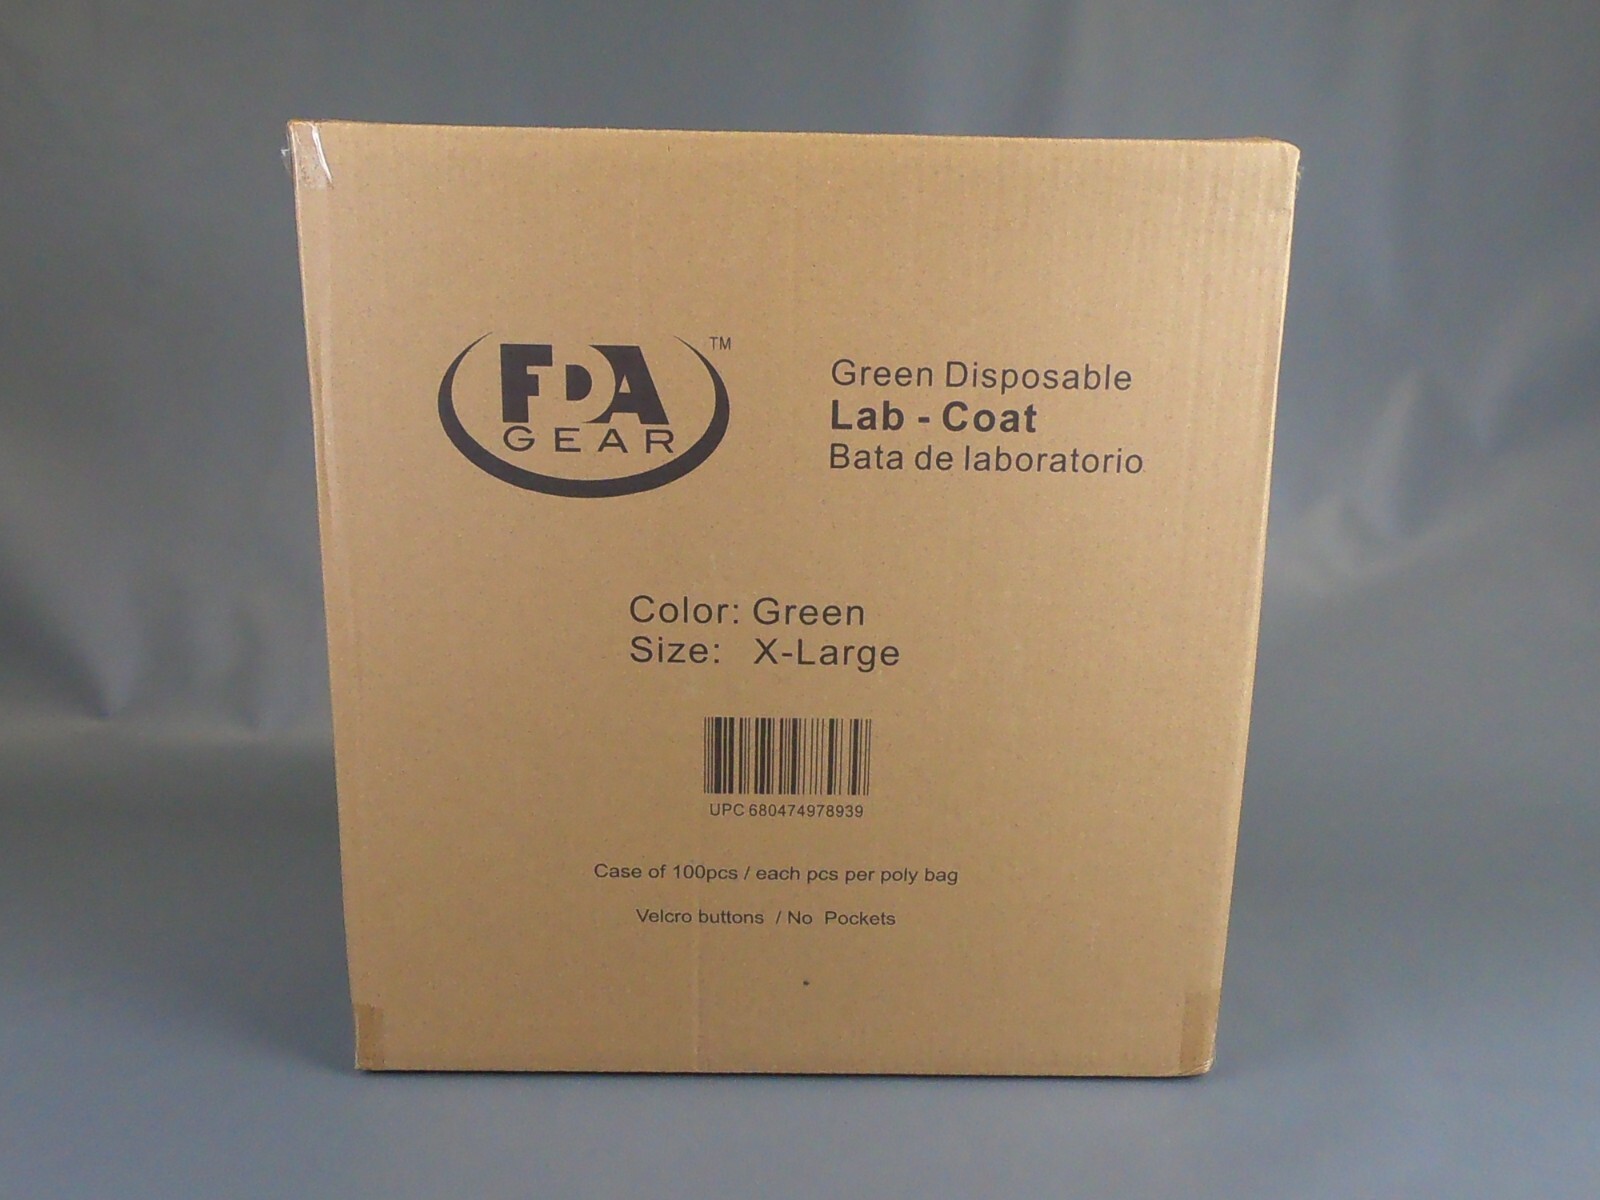 FDA
GEAR
TM
Green Disposable
Lab - Coat
Bata de laboratorio
Color: Green
Size: X-Large
UPC 680474978939
Case of 100pcs / each pcs per poly bag
Velcro buttons / No Pockets